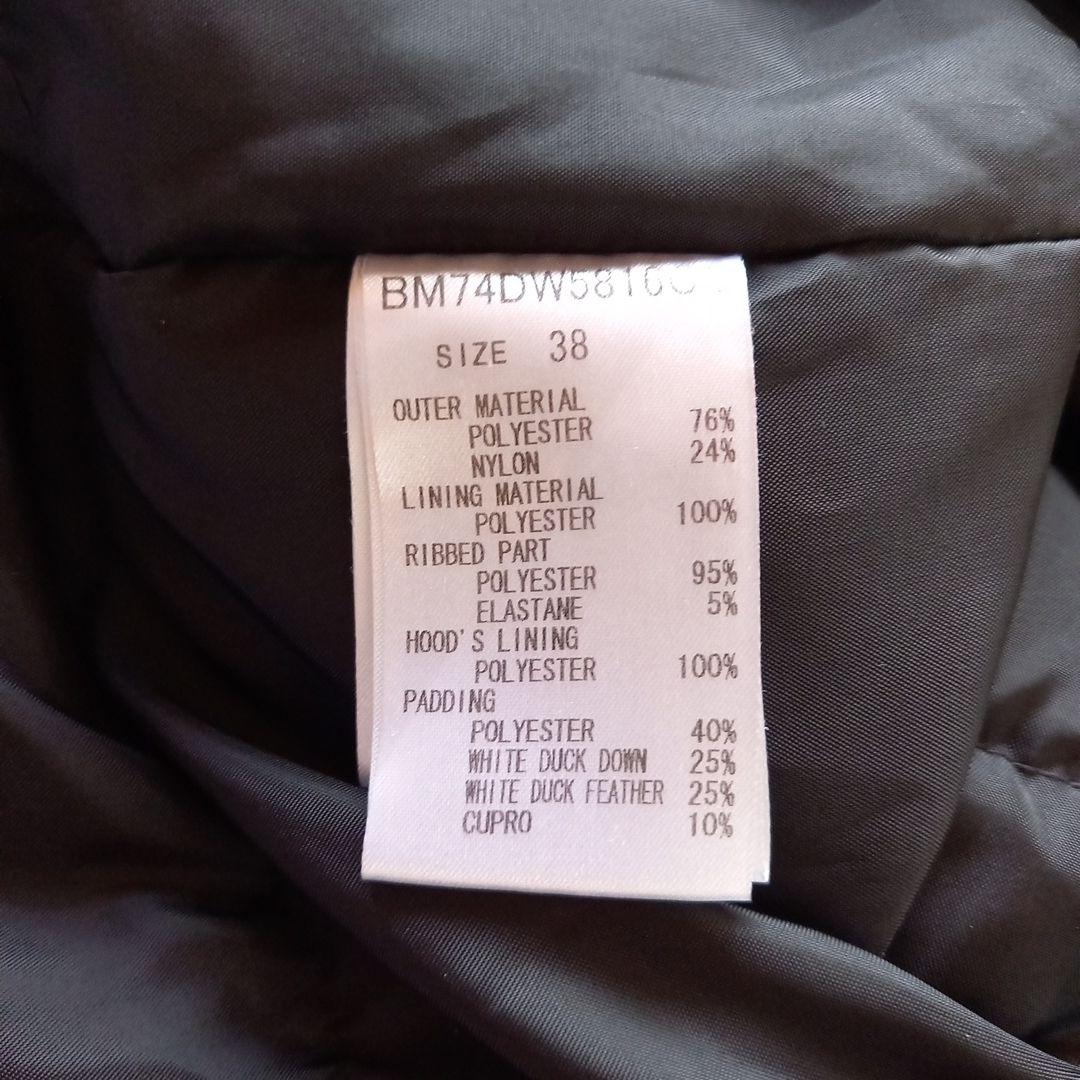 BM74DW5816
SIZE 38
OUTER MATERIAL
POLYESTER 76%
NYLON 24%
LINING MATERIAL
POLYESTER 100%
RIBBED PART
POLYESTER 95%
ELASTANE 5%
HOOD'S LINING
POLYESTER 100%
PADDING
POLYESTER 40%
WHITE DUCK DOWN 25%
WHITE DUCK FEATHER 25%
CUPRO 10%